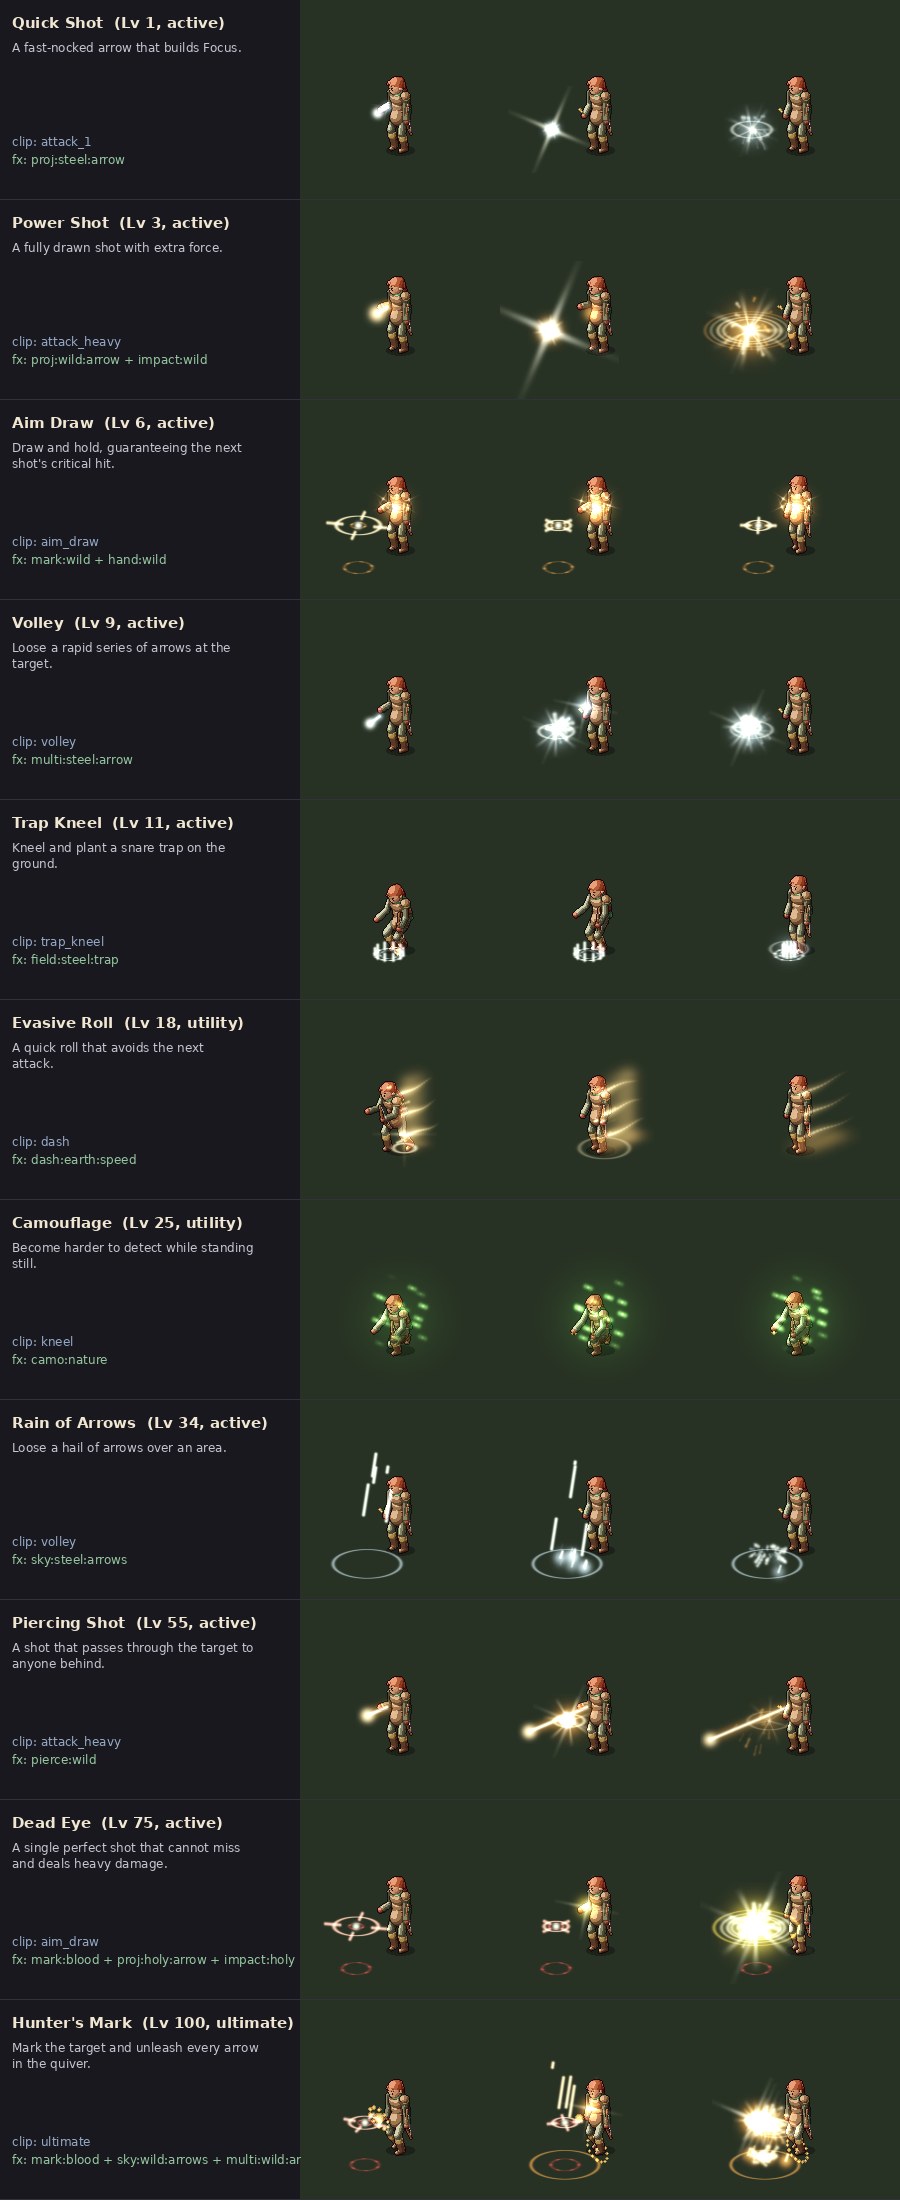 Quick Shot  (Lv 1, active)
A fast-nocked arrow that builds Focus.
clip: attack_1
fx: proj:steel:arrow
Power Shot  (Lv 3, active)
A fully drawn shot with extra force.
clip: attack_heavy
fx: proj:wild:arrow + impact:wild
Aim Draw  (Lv 6, active)
Draw and hold, guaranteeing the next
shot's critical hit.
clip: aim_draw
fx: mark:wild + hand:wild
Volley  (Lv 9, active)
Loose a rapid series of arrows at the
target.
clip: volley
fx: multi:steel:arrow
Trap Kneel  (Lv 11, active)
Kneel and plant a snare trap on the
ground.
clip: trap_kneel
fx: field:steel:trap
Evasive Roll  (Lv 18, utility)
A quick roll that avoids the next
attack.
clip: dash
fx: dash:earth:speed
Camouflage  (Lv 25, utility)
Become harder to detect while standing
still.
clip: kneel
fx: camo:nature
Rain of Arrows  (Lv 34, active)
Loose a hail of arrows over an area.
clip: volley
fx: sky:steel:arrows
Piercing Shot  (Lv 55, active)
A shot that passes through the target to
anyone behind.
clip: attack_heavy
fx: pierce:wild
Dead Eye  (Lv 75, active)
A single perfect shot that cannot miss
and deals heavy damage.
clip: aim_draw
fx: mark:blood + proj:holy:arrow + impact:holy
Hunter's Mark  (Lv 100, ultimate)
Mark the target and unleash every arrow
in the quiver.
clip: ultimate
fx: mark:blood + sky:wild:arrows + multi:wild:ar